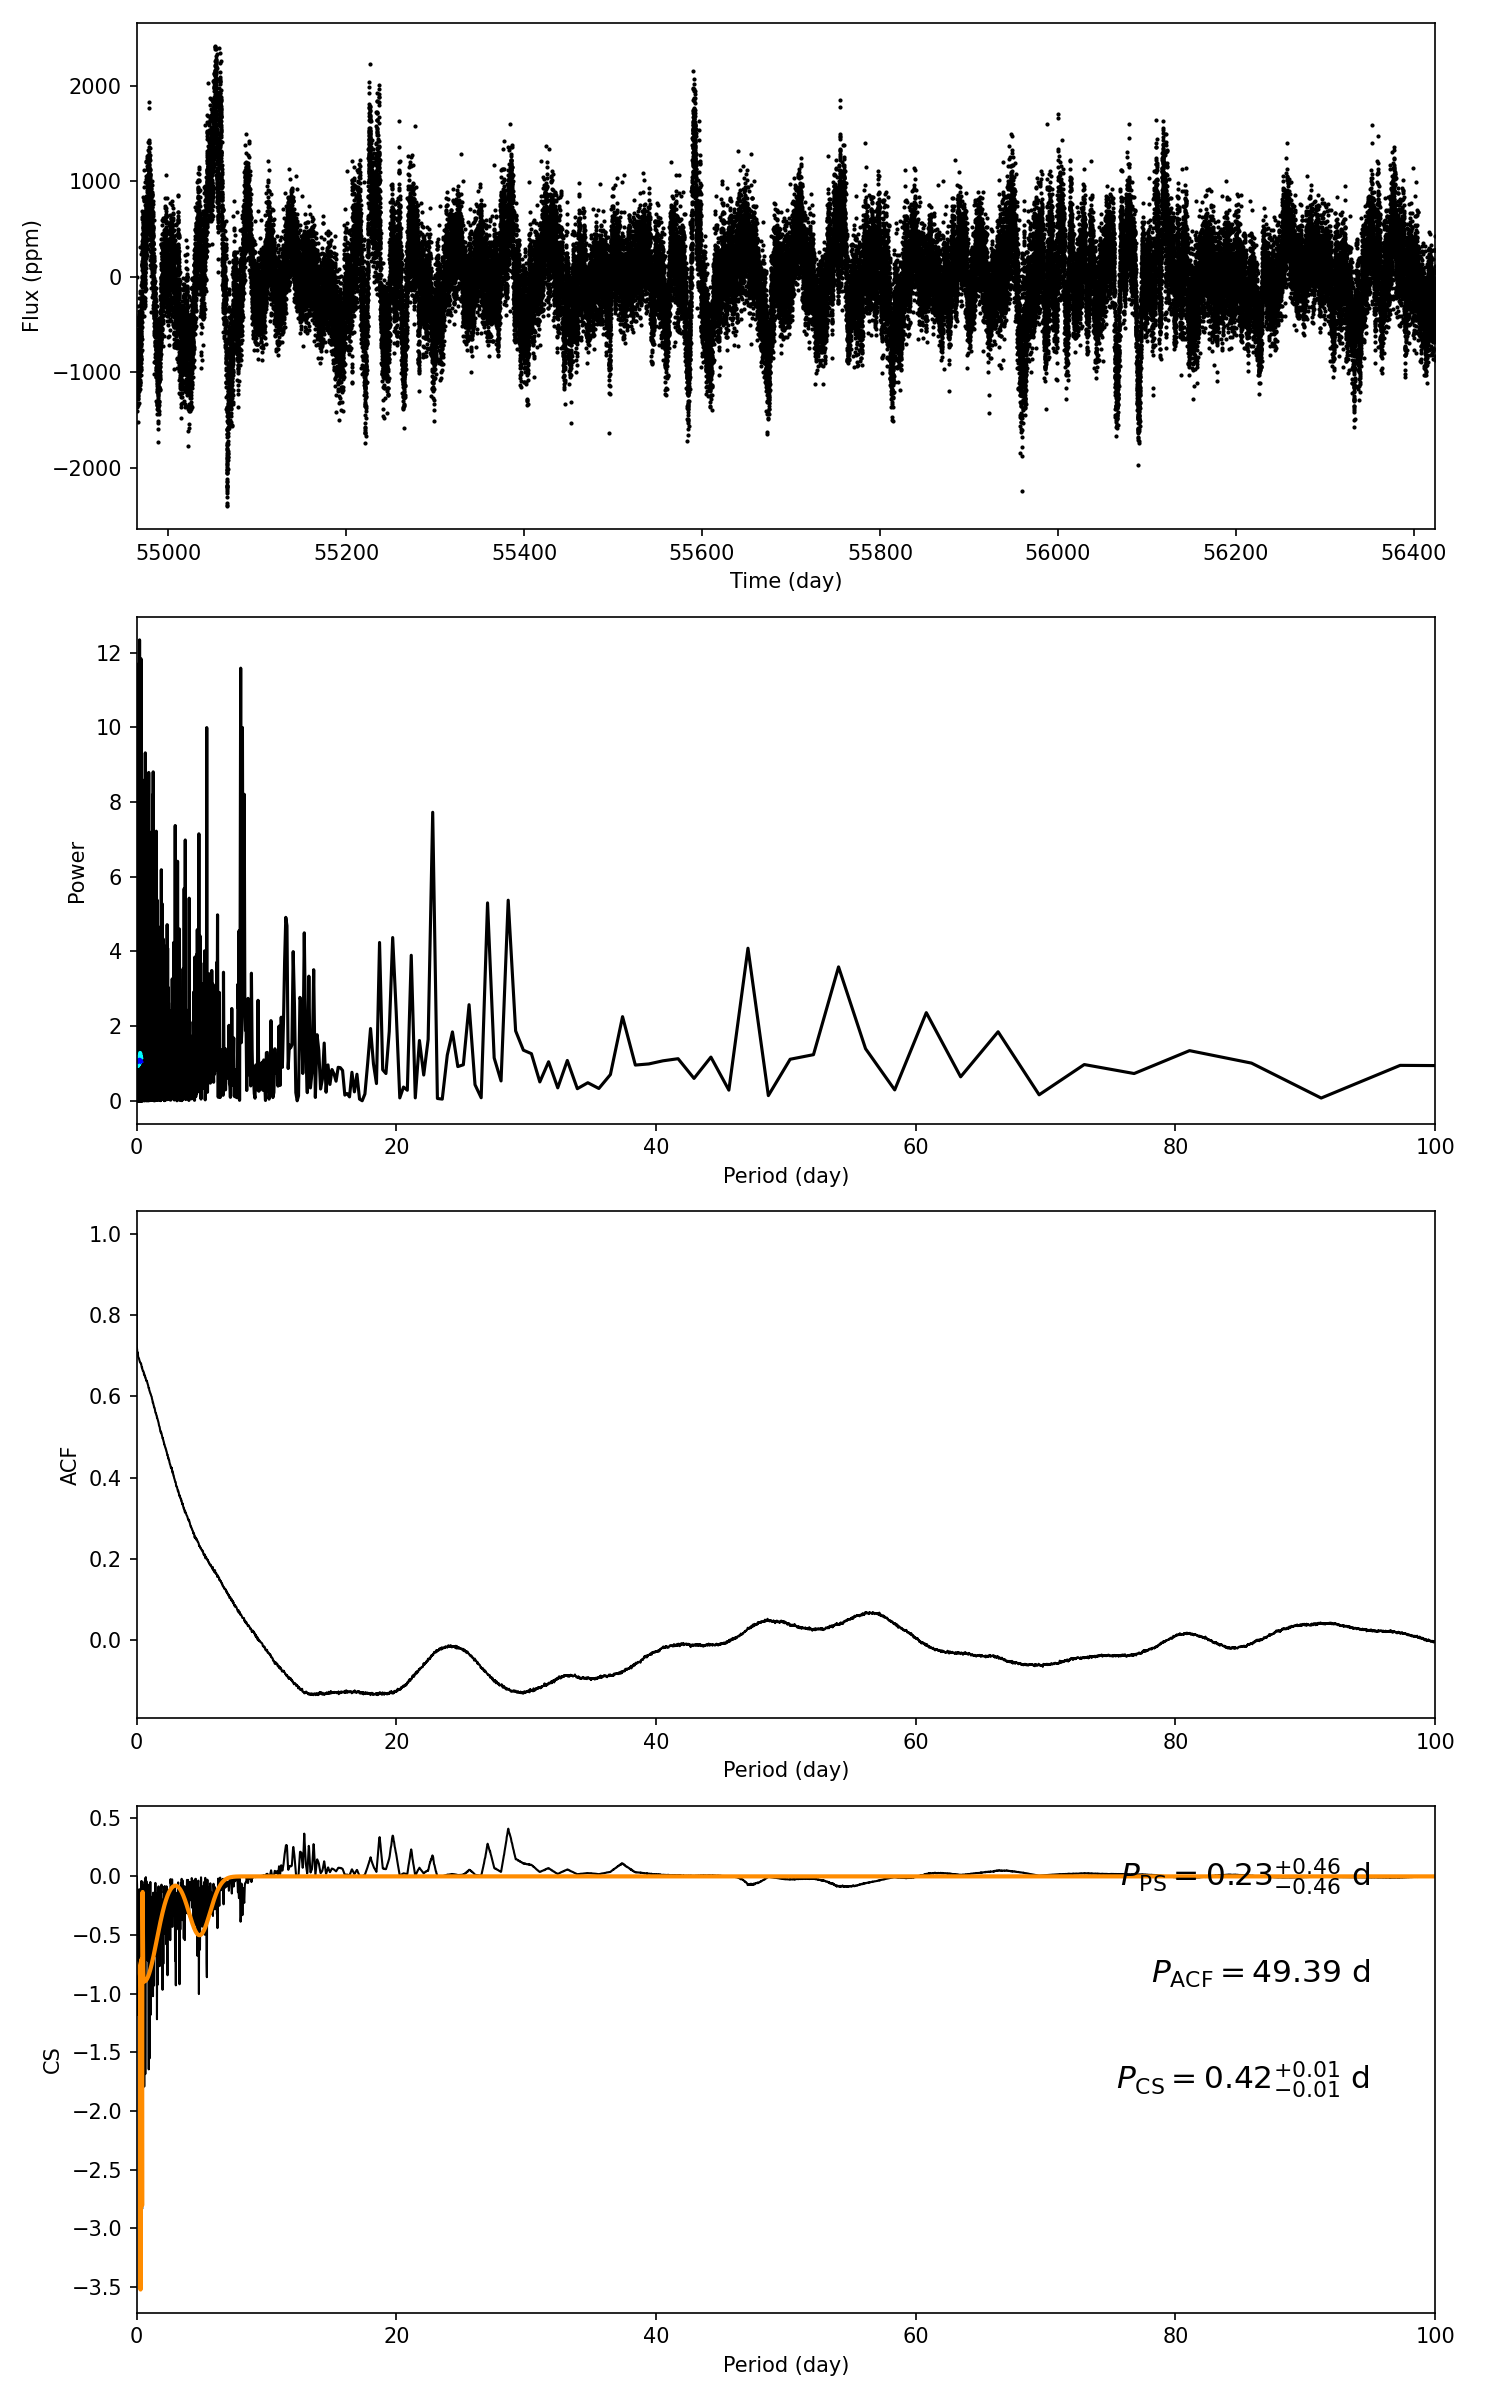 2000
1000
0
−1000
−2000
Flux (ppm)
55000 55200 55400 55600 55800 56000 56200 56400
Time (day)
12
10
8
6
4
2
0
Power
0 20 40 60 80 100
Period (day)
1.0
0.8
0.6
0.4
0.2
0.0
ACF
0 20 40 60 80 100
Period (day)
0.5
0.0
−0.5
−1.0
−1.5
−2.0
−2.5
−3.0
−3.5
CS
P_PS = 0.23^{+0.46}_{−0.46} d
P_ACF = 49.39 d
P_CS = 0.42^{+0.01}_{−0.01} d
0 20 40 60 80 100
Period (day)